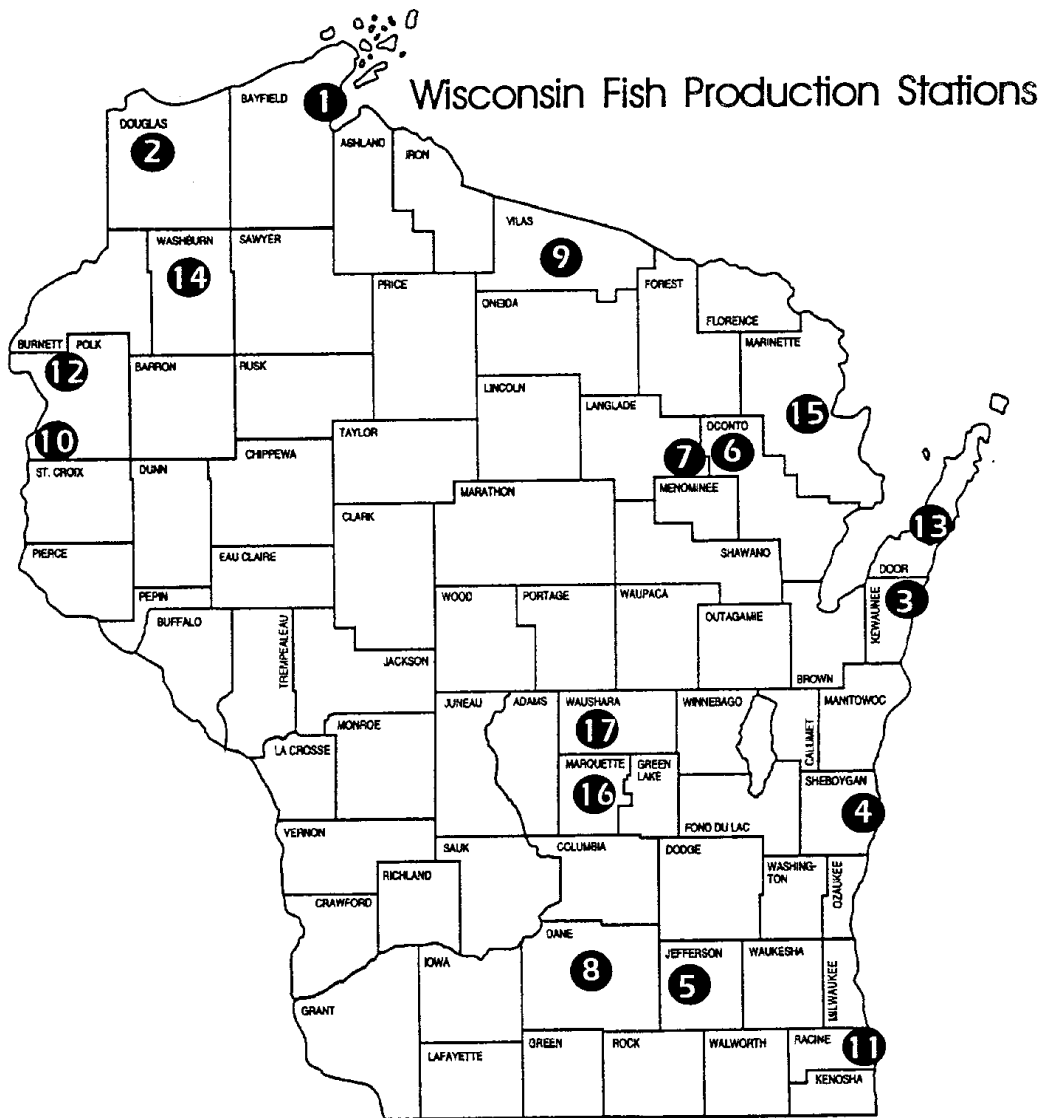 Wisconsin Fish Production Stations
BAYFIELD
1
DOUGLAS
2
ASHLAND
IRON
VILAS
9
WASHBURN
14
SAWYER
PRICE
ONEIDA
FOREST
FLORENCE
MARINETTE
15
BURNETT
POLK
12
BARRON
RUSK
LINCOLN
LANGLADE
OCONTO
7
6
10
TAYLOR
CHIPPEWA
ST. CROIX
DUNN
MARATHON
MENOMINEE
CLARK
13
PIERCE
EAU CLAIRE
SHAWANO
DOOR
3
KEWAUNEE
PEPIN
WOOD
PORTAGE
WAUPACA
OUTAGAMIE
BUFFALO
TREMPEALEAU
JACKSON
BROWN
JUNEAU
ADAMS
WAUSHARA
17
WINNEBAGO
CALUMET
MANITOWOC
MONROE
LA CROSSE
MARQUETTE
16
GREEN
LAKE
SHEBOYGAN
4
VERNON
FOND DU LAC
SAUK
COLUMBIA
DODGE
RICHLAND
WASHING-
TON
OZAUKEE
CRAWFORD
DANE
8
IOWA
JEFFERSON
5
WAUKESHA
MILWAUKEE
GRANT
LAFAYETTE
GREEN
ROCK
WALWORTH
RACINE
11
KENOSHA